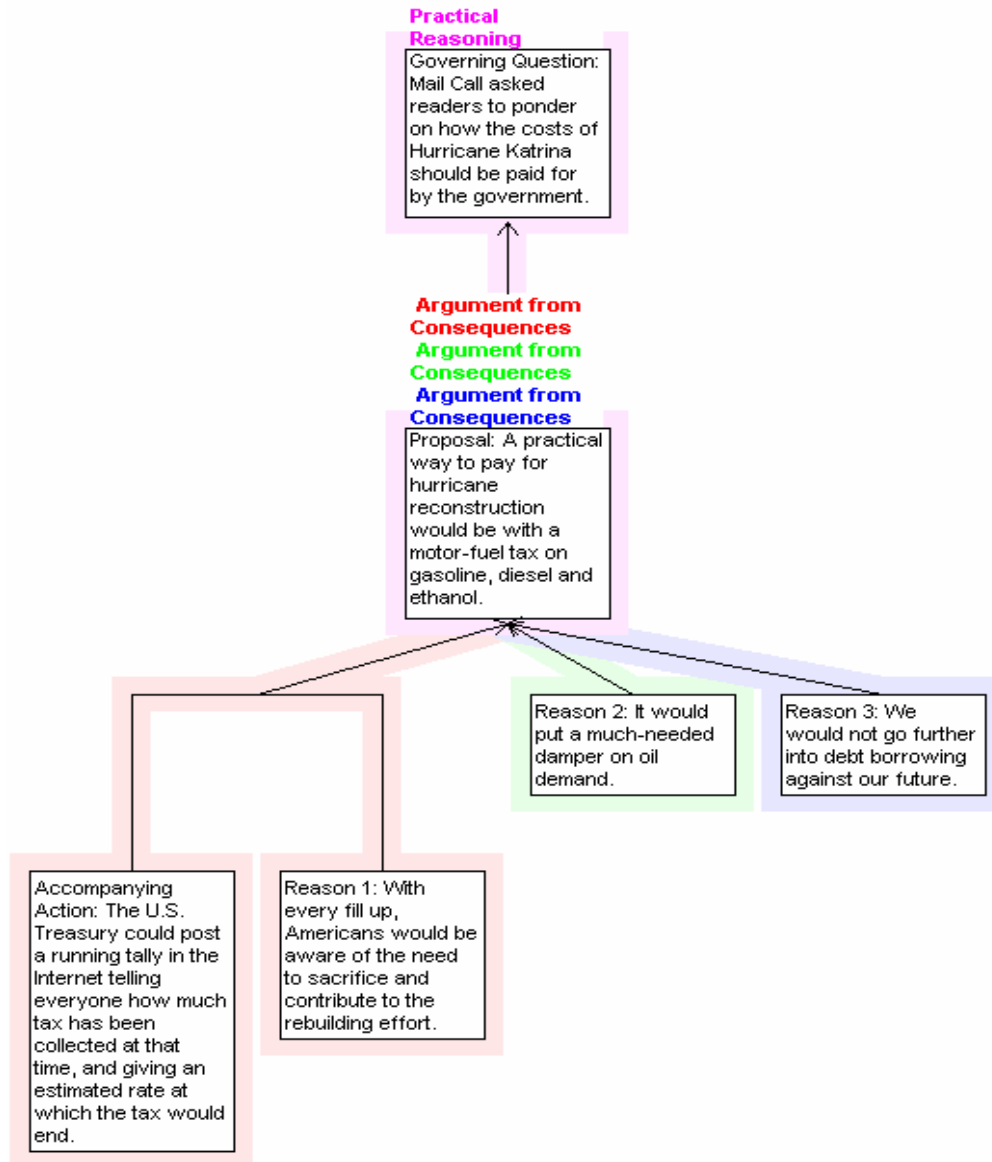 Practical
Reasoning
Governing Question:
Mail Call asked
readers to ponder
on how the costs of
Hurricane Katrina
should be paid for
by the government.
Argument from
Consequences
Argument from
Consequences
Argument from
Consequences
Proposal: A practical
way to pay for
hurricane
reconstruction
would be with a
motor-fuel tax on
gasoline, diesel and
ethanol.
Reason 2: It would
put a much-needed
damper on oil
demand.
Reason 3: We
would not go further
into debt borrowing
against our future.
Accompanying
Action: The U.S.
Treasury could post
a running tally in the
Internet telling
everyone how much
tax has been
collected at that
time, and giving an
estimated rate at
which the tax would
end.
Reason 1: With
every fill up,
Americans would be
aware of the need
to sacrifice and
contribute to the
rebuilding effort.